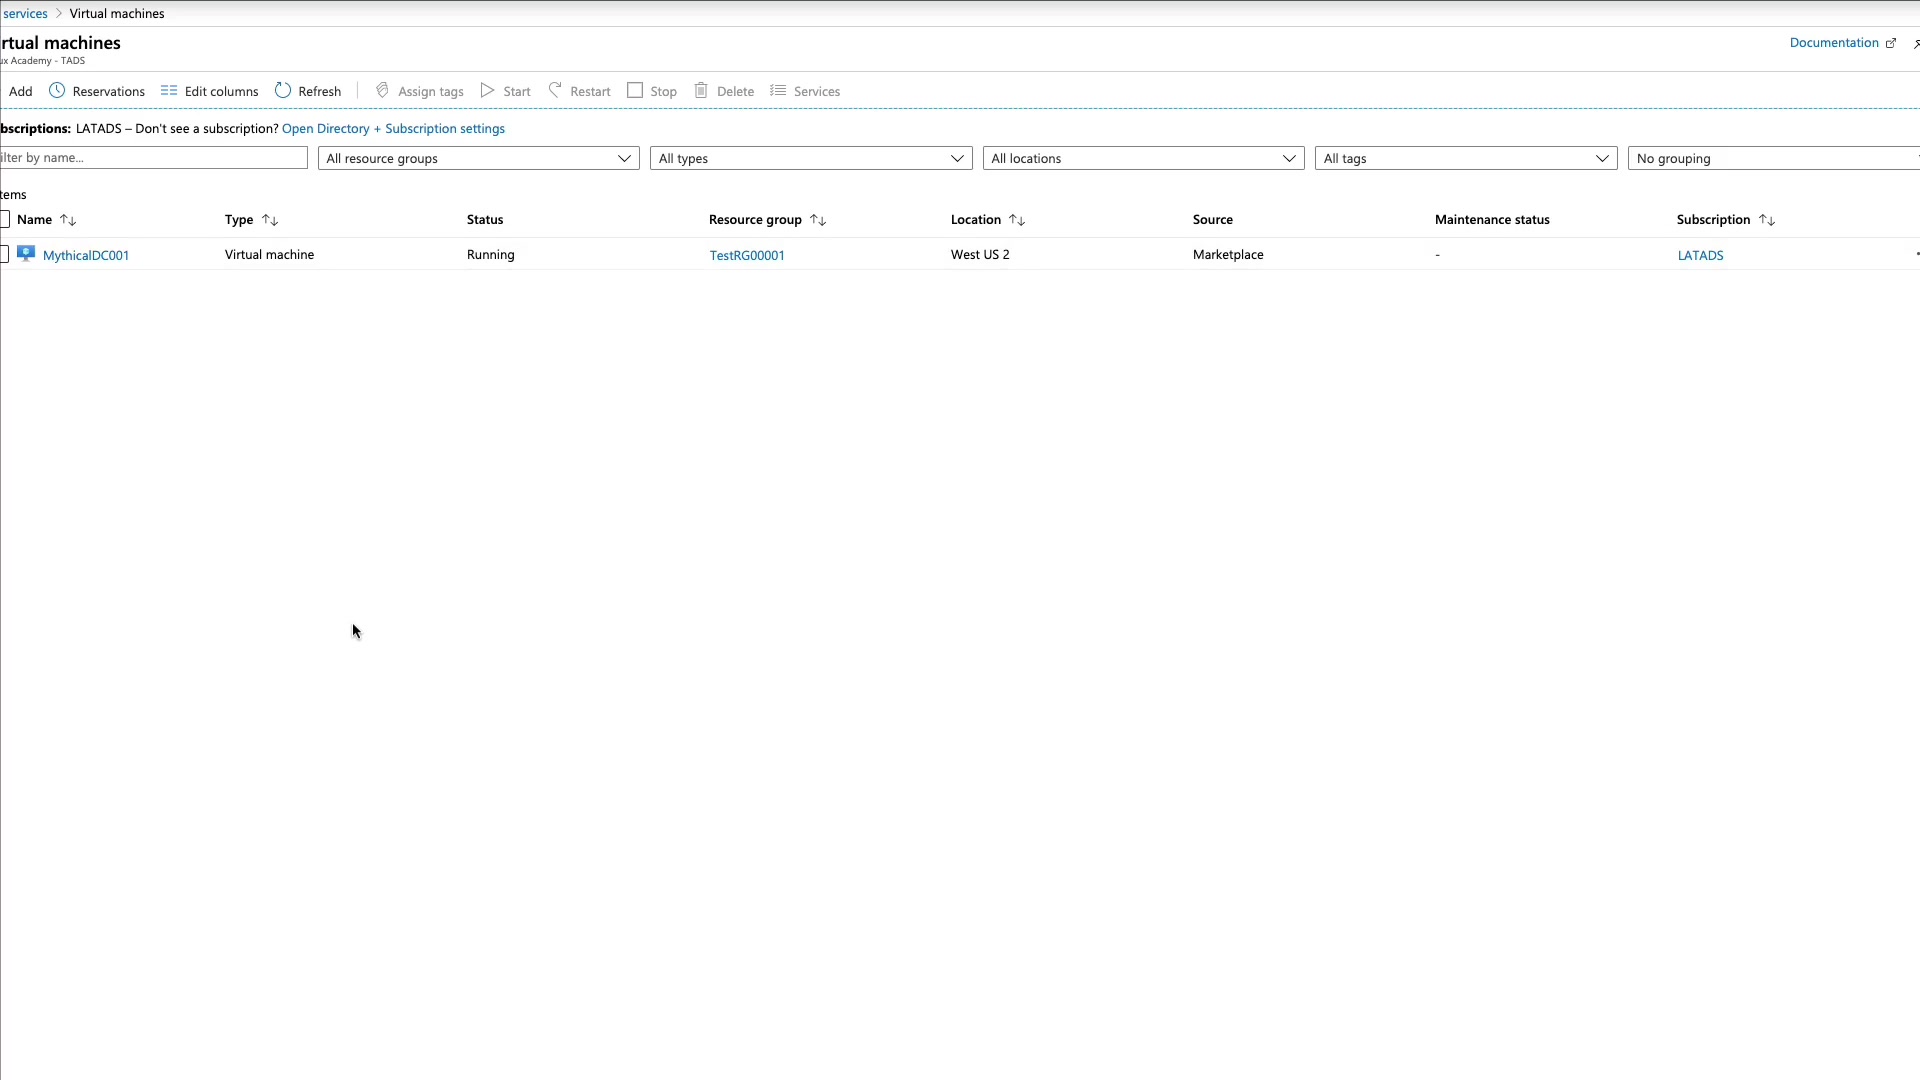 services > Virtual machines
rtual machines
Documentation
ux Academy - TADS
Add Reservations Edit columns Refresh Assign tags Start Restart Stop Delete Services
bscriptions: LATADS – Don't see a subscription? Open Directory + Subscription settings
ilter by name... All resource groups All types All locations All tags No grouping
tems
Name Type Status Resource group Location Source Maintenance status Subscription
MythicalDC001 Virtual machine Running TestRG00001 West US 2 Marketplace - LATADS